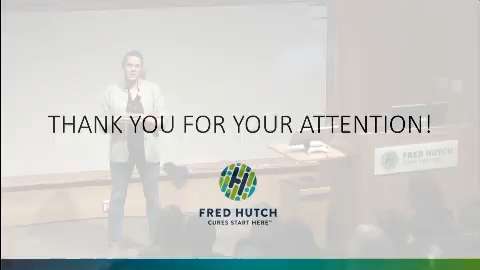 THANK YOU FOR YOUR ATTENTION!
FRED HUTCH
CURES START HERE™
FRED HUTCH